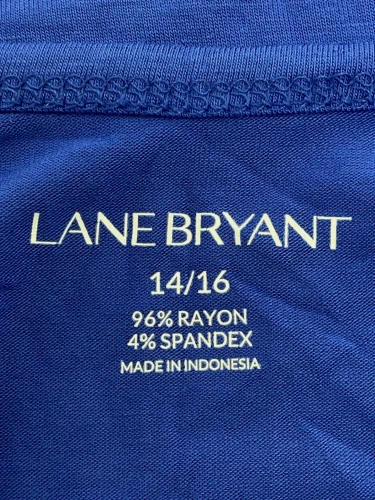 LANE BRYANT
14/16
96% RAYON
4% SPANDEX
MADE IN INDONESIA